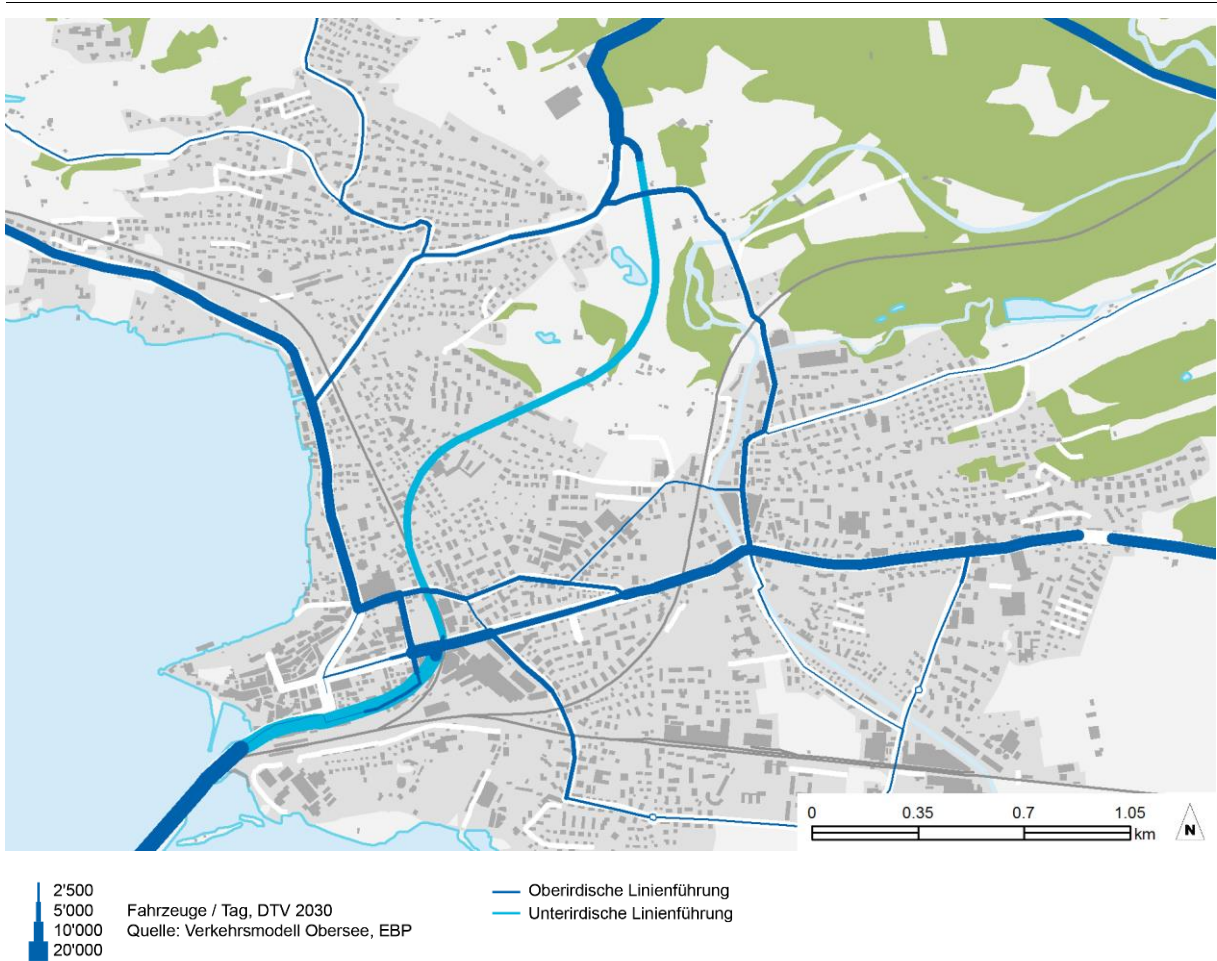 0 0.35 0.7 1.05
km
N
2'500
5'000
10'000
20'000
Fahrzeuge / Tag, DTV 2030
Quelle: Verkehrsmodell Obersee, EBP
Oberirdische Linienführung
Unterirdische Linienführung